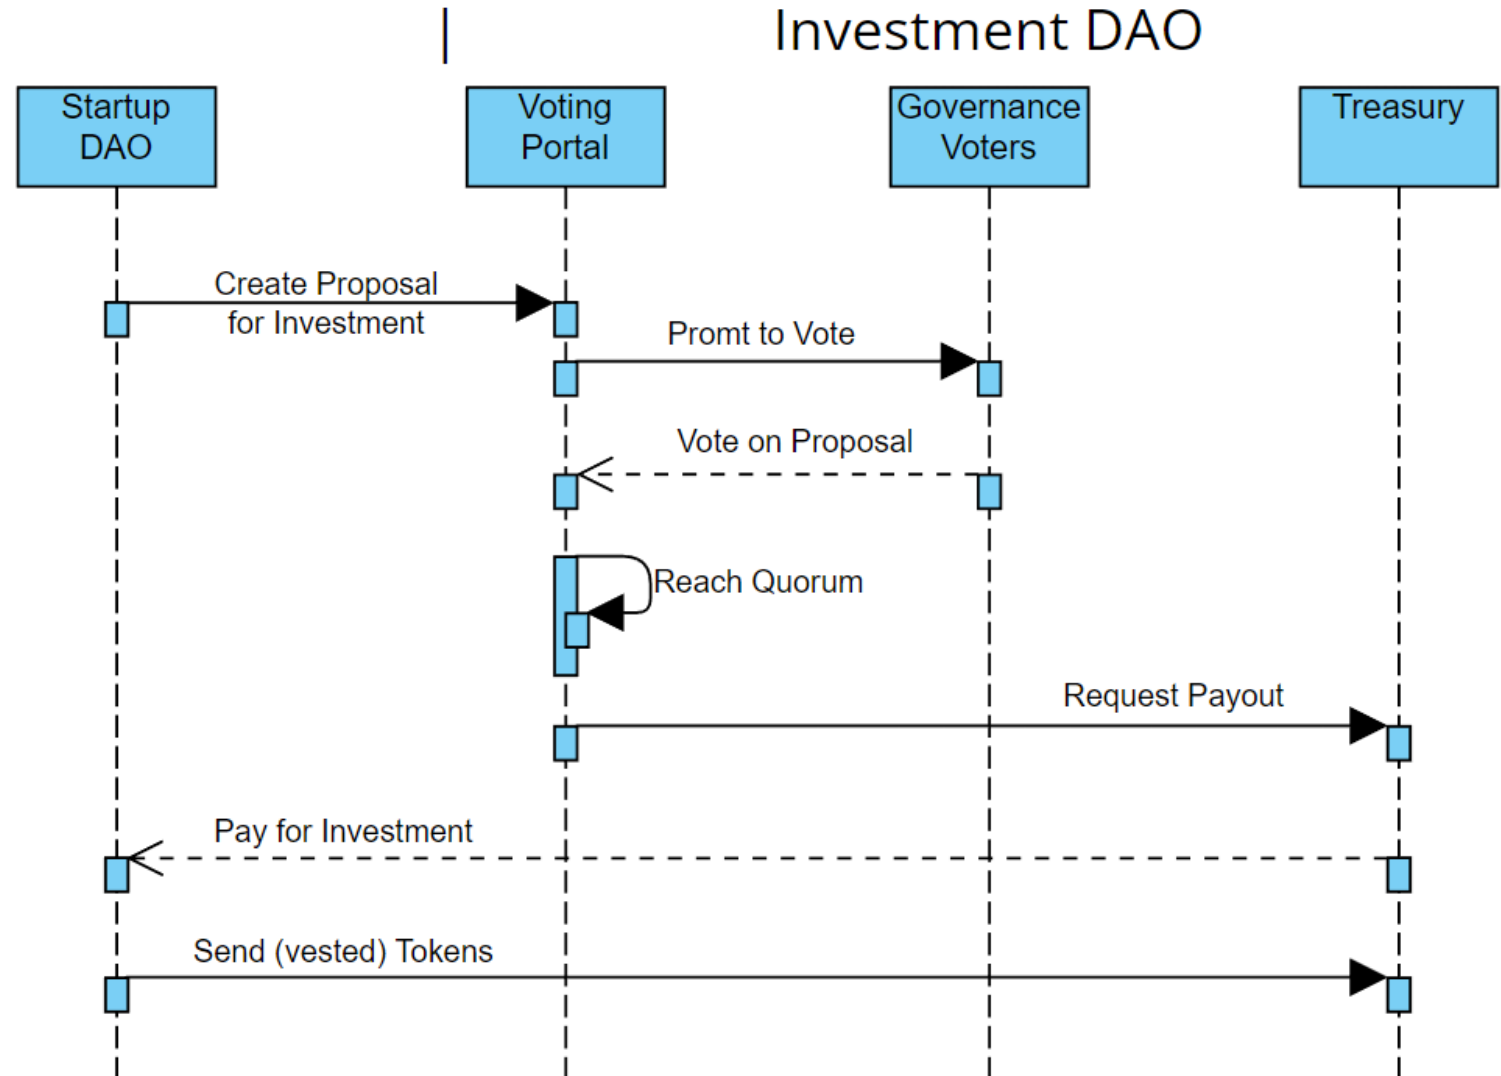 | Investment DAO
Startup
DAO
Voting
Portal
Governance
Voters
Treasury
Create Proposal
for Investment
Promt to Vote
Vote on Proposal
Reach Quorum
Request Payout
Pay for Investment
Send (vested) Tokens